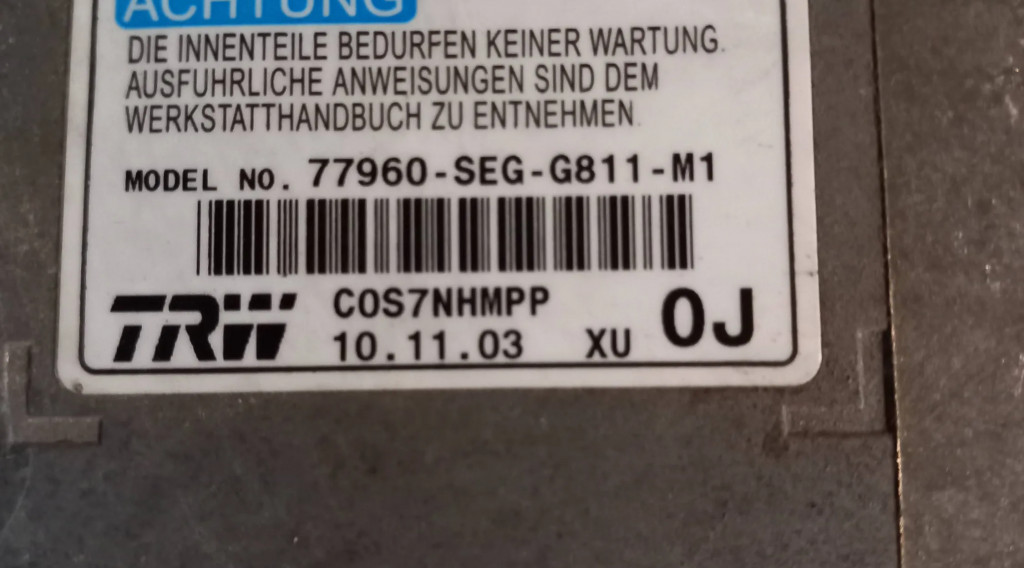 ACHTUNG
DIE INNENTEILE BEDURFEN KEINER WARTUNG.
AUSFUHRLICHE ANWEISUNGEN SIND DEM
WERKSTATTHANDBUCH ZU ENTNEHMEN.
MODEL NO. 77960-SEG-G811-M1
TRW C0S7NHMPP
10.11.03 XU 0J